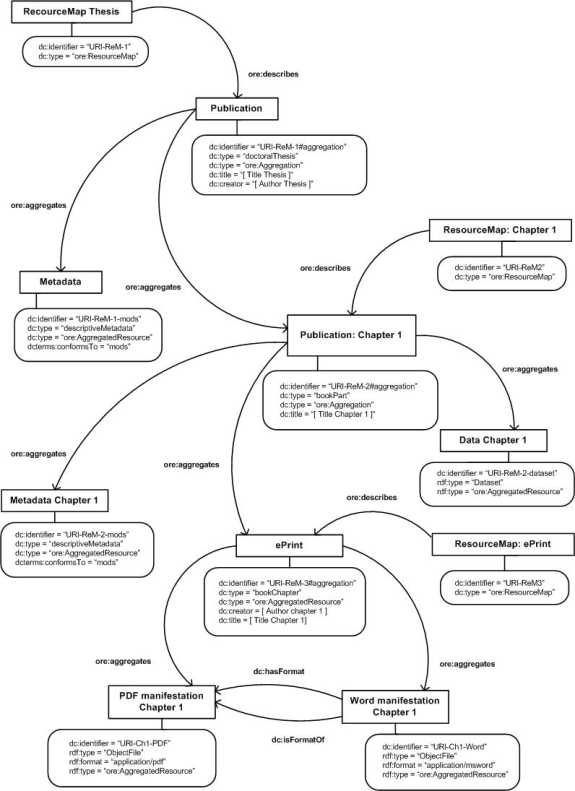 ResourceMap Thesis
dc:identifier = “URI-ReM-1”
dc:type = “ore:ResourceMap”
ore:describes
Publication
dc:identifier = “URI-ReM-1#aggregation”
dc:type = “doctoralThesis”
dc:type = “ore:Aggregation”
dc:title = “[ Title Thesis ]”
dc:creator = “[ Author Thesis ]”
ore:aggregates
ResourceMap: Chapter 1
dc:identifier = “URI-ReM2”
dc:type = “ore:ResourceMap”
ore:describes
Metadata
ore:aggregates
dc:identifier = “URI-ReM-1-mods”
dc:type = “descriptiveMetadata”
dc:type = “ore:AggregatedResource”
dcterms:conformsTo = “mods”
Publication: Chapter 1
dc:identifier = “URI-ReM-2#aggregation”
dc:type = “bookPart”
dc:type = “ore:Aggregation”
dc:title = “[ Title Chapter 1 ]”
ore:aggregates
Data Chapter 1
dc:identifier = “URI-ReM-2-dataset”
rdf:type = “Dataset”
rdf:type = “ore:AggregatedResource”
ore:aggregates
ore:aggregates
Metadata Chapter 1
dc:identifier = “URI-ReM-2-mods”
dc:type = “descriptiveMetadata”
dc:type = “ore:AggregatedResource”
dcterms:conformsTo = “mods”
ore:describes
ePrint
dc:identifier = “URI-ReM-3#aggregation”
dc:type = “bookChapter”
dc:type = “ore:AggregatedResource”
dc:creator = [ Author chapter 1 ]
dc:title = [ Title Chapter 1]
ResourceMap: ePrint
dc:identifier = “URI-ReM3”
dc:type = “ore:ResourceMap”
ore:aggregates
dc:hasFormat
ore:aggregates
PDF manifestation
Chapter 1
Word manifestation
Chapter 1
dc:isFormatOf
dc:identifier = “URI-Ch1-PDF”
rdf:type = “ObjectFile”
rdf:format = “application/pdf”
rdf:type = “ore:AggregatedResource”
dc:identifier = “URI-Ch1-Word”
rdf:type = “ObjectFile”
rdf:format = “application/msword”
rdf:type = “ore:AggregatedResource”